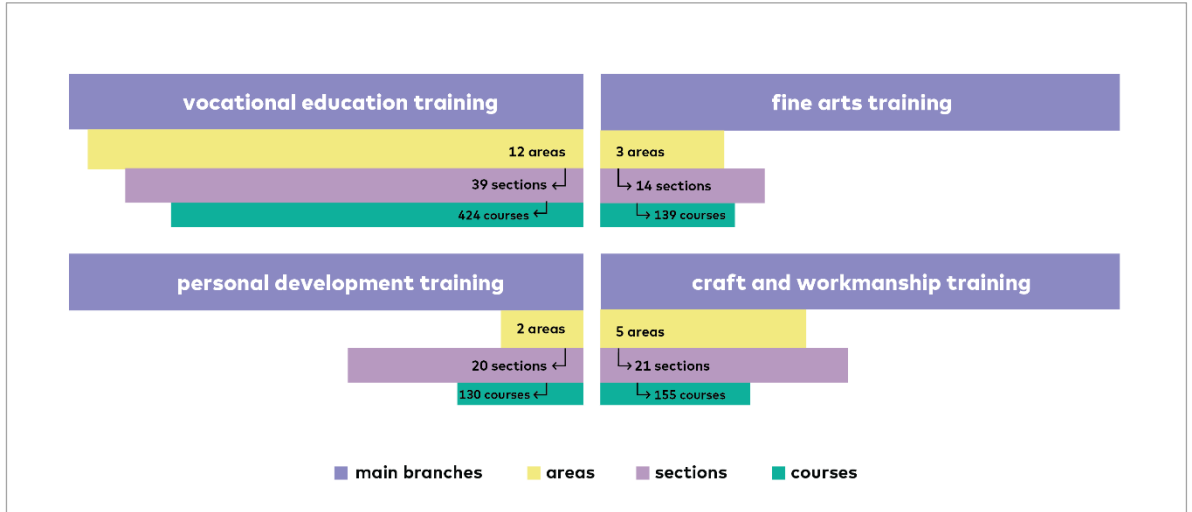 vocational education training
12 areas
39 sections
424 courses
fine arts training
3 areas
14 sections
139 courses
personal development training
2 areas
20 sections
130 courses
craft and workmanship training
5 areas
21 sections
155 courses
main branches
areas
sections
courses